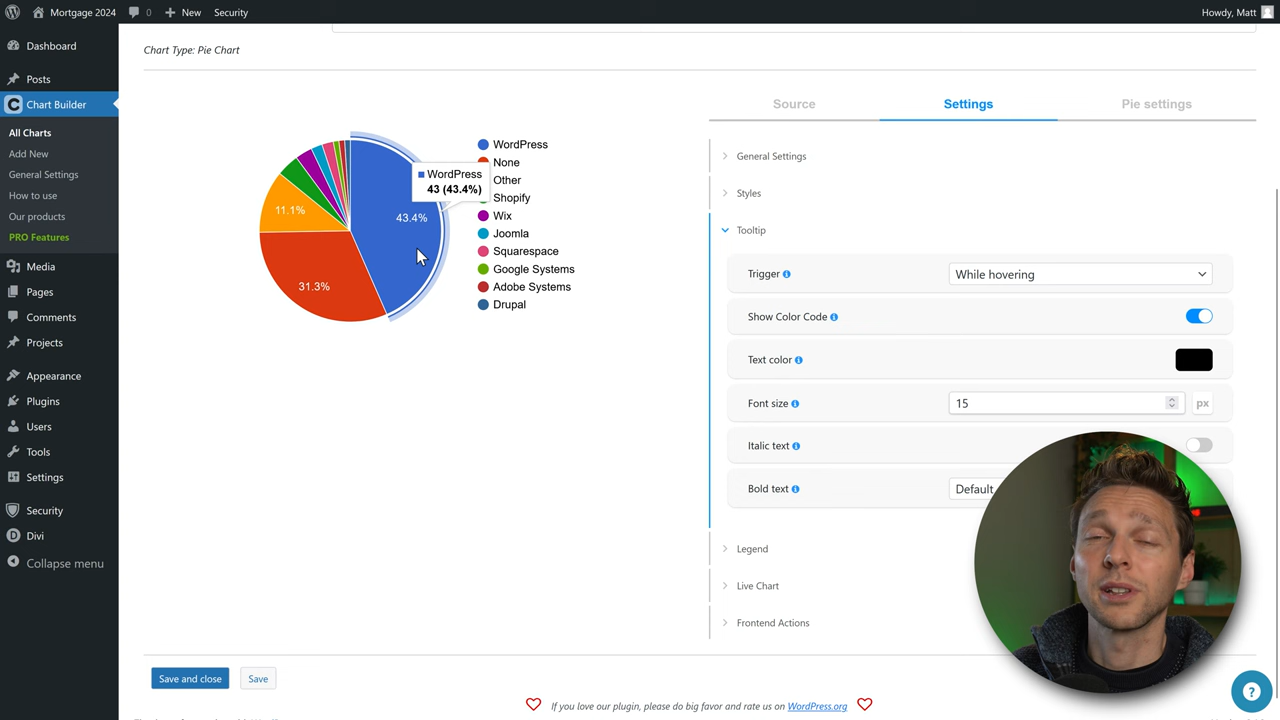 Mortgage 2024
0
New
Security
Howdy, Matt
Dashboard
Posts
Chart Builder
All Charts
Add New
General Settings
How to use
Our products
PRO Features
Media
Pages
Comments
Projects
Appearance
Plugins
Users
Tools
Settings
Security
Divi
Collapse menu
Chart Type: Pie Chart
WordPress
43 (43.4%)
43.4%
31.3%
11.1%
WordPress
None
Other
Shopify
Wix
Joomla
Squarespace
Google Systems
Adobe Systems
Drupal
Source
Settings
Pie settings
General Settings
Styles
Tooltip
Trigger
While hovering
Show Color Code
Text color
Font size
15
px
Italic text
Bold text
Default
Legend
Live Chart
Frontend Actions
Save and close
Save
If you love our plugin, please do big favor and rate us on WordPress.org
?